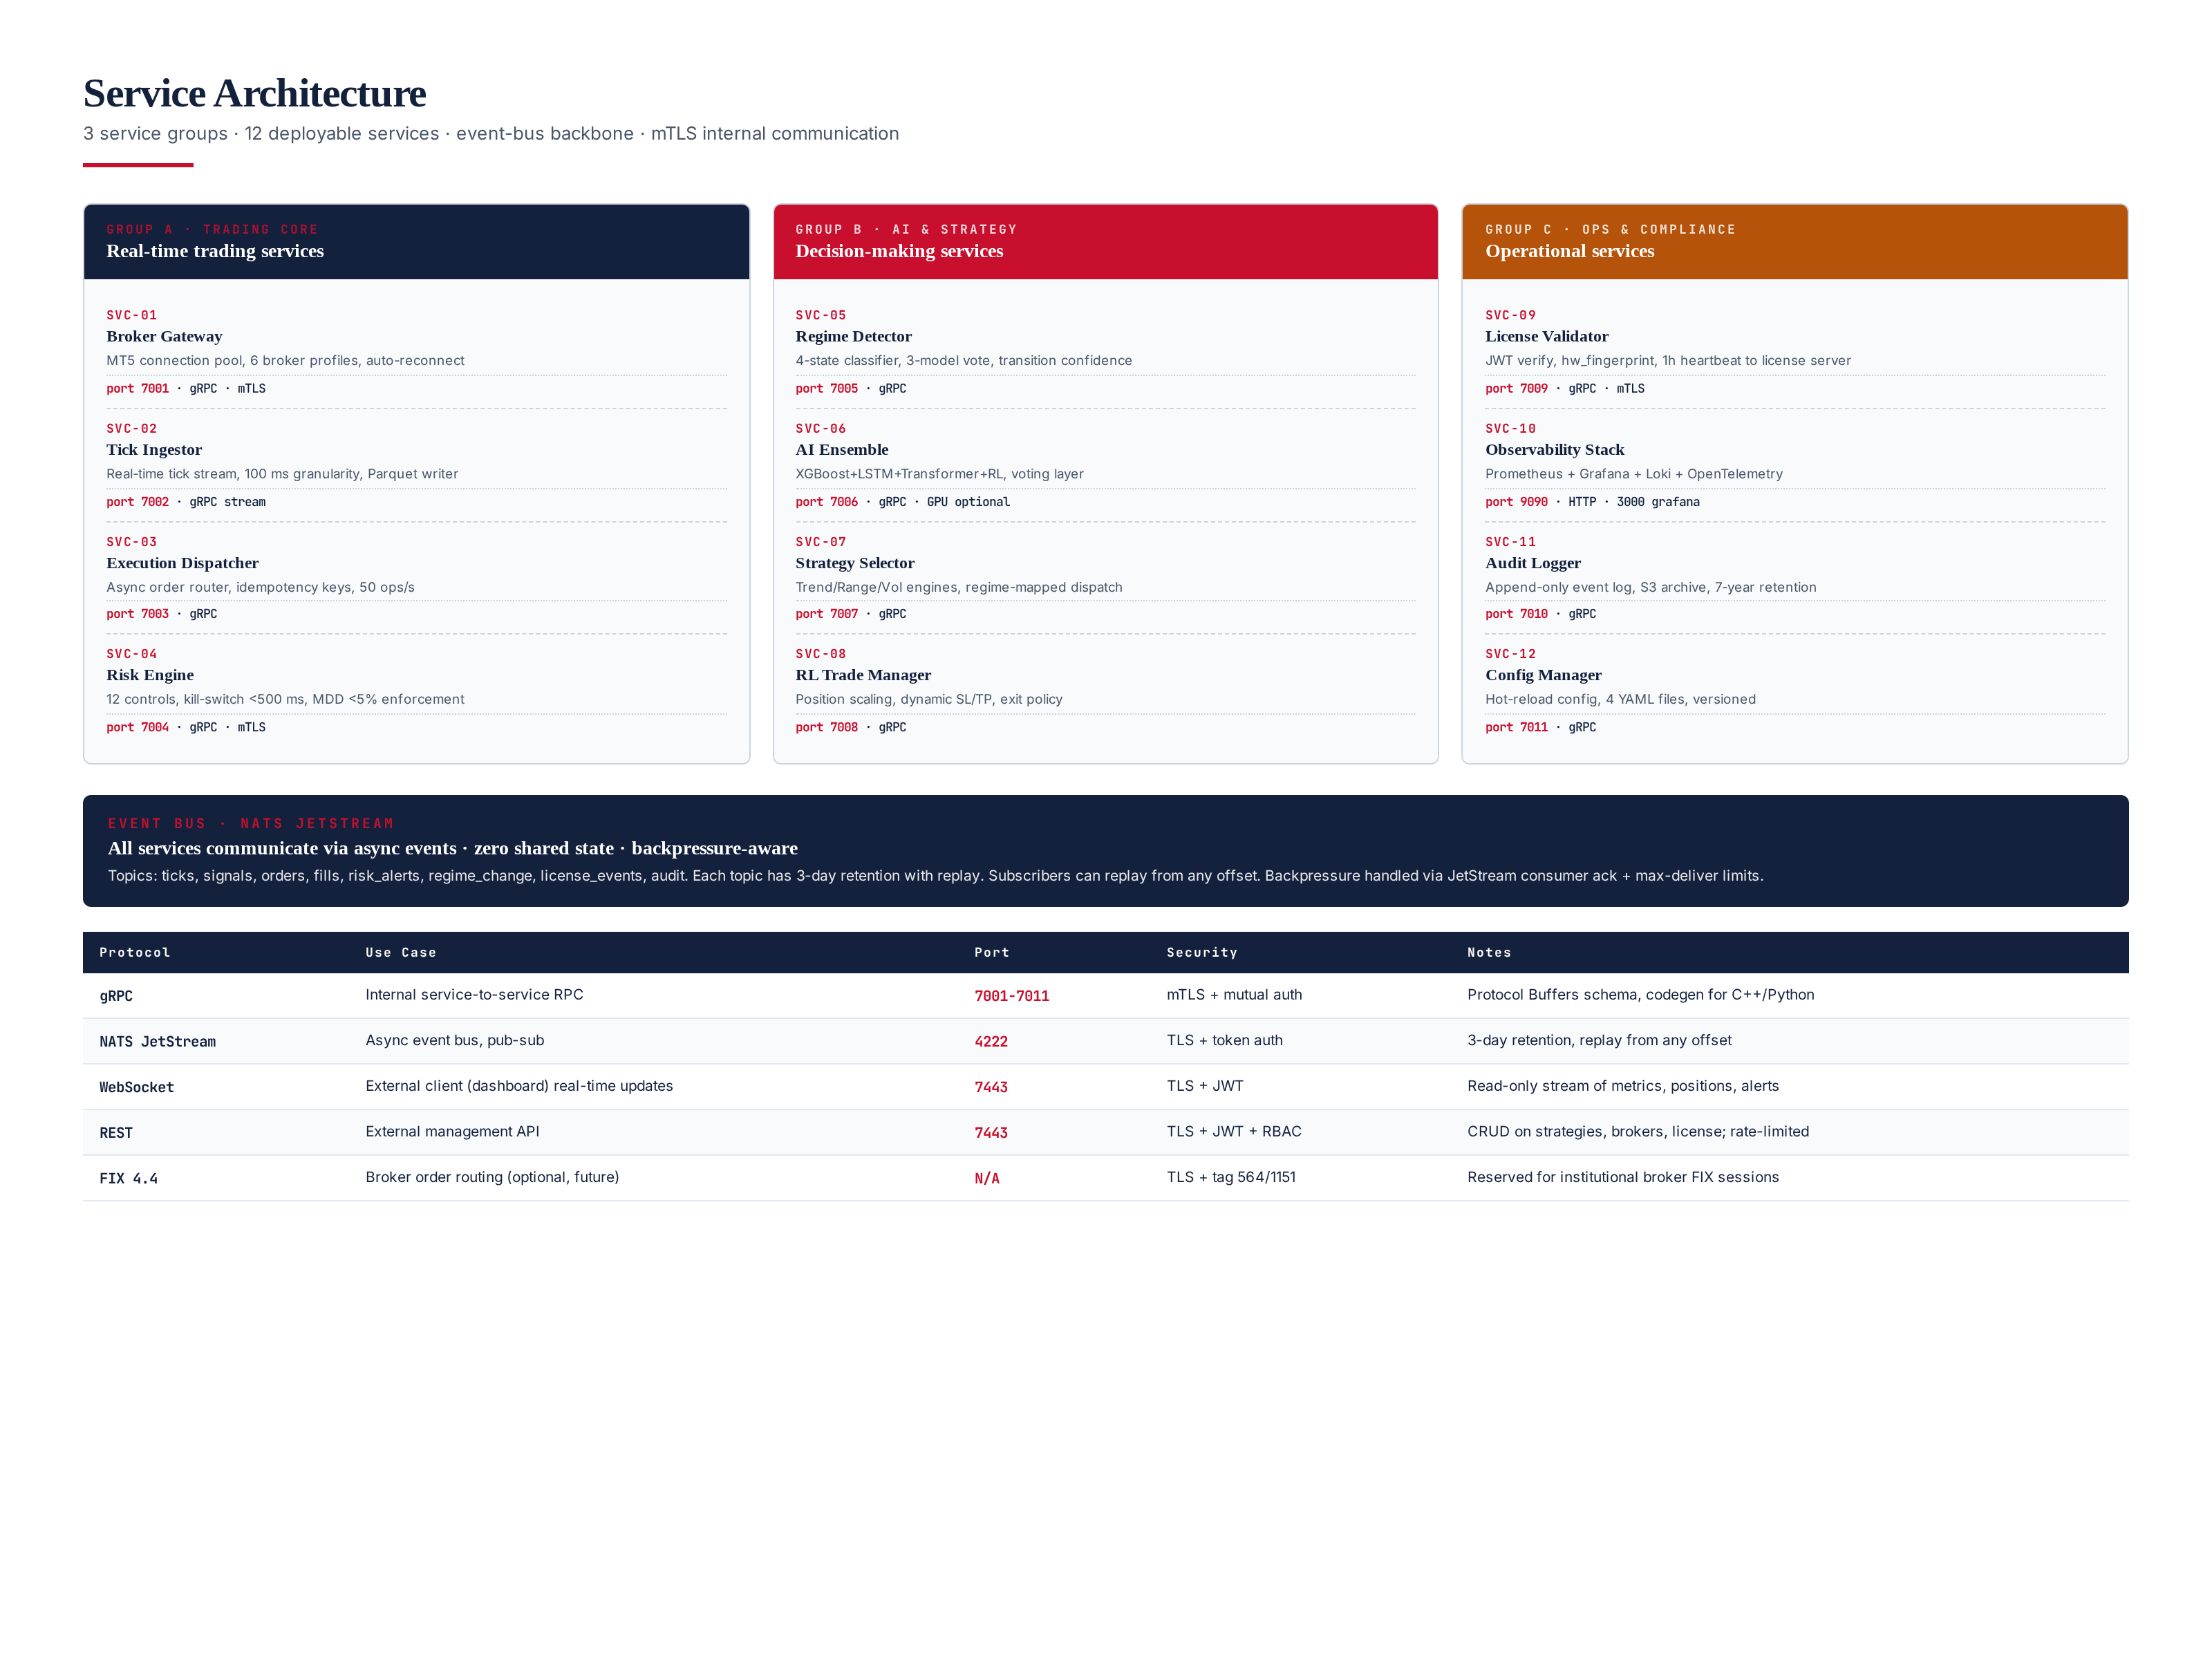 Service Architecture
3 service groups · 12 deployable services · event-bus backbone · mTLS internal communication
GROUP A · TRADING CORE
Real-time trading services
SVC-01
Broker Gateway
MT5 connection pool, 6 broker profiles, auto-reconnect
port 7001 · gRPC · mTLS
SVC-02
Tick Ingestor
Real-time tick stream, 100 ms granularity, Parquet writer
port 7002 · gRPC stream
SVC-03
Execution Dispatcher
Async order router, idempotency keys, 50 ops/s
port 7003 · gRPC
SVC-04
Risk Engine
12 controls, kill-switch <500 ms, MDD <5% enforcement
port 7004 · gRPC · mTLS
GROUP B · AI & STRATEGY
Decision-making services
SVC-05
Regime Detector
4-state classifier, 3-model vote, transition confidence
port 7005 · gRPC
SVC-06
AI Ensemble
XGBoost+LSTM+Transformer+RL, voting layer
port 7006 · gRPC · GPU optional
SVC-07
Strategy Selector
Trend/Range/Vol engines, regime-mapped dispatch
port 7007 · gRPC
SVC-08
RL Trade Manager
Position scaling, dynamic SL/TP, exit policy
port 7008 · gRPC
GROUP C · OPS & COMPLIANCE
Operational services
SVC-09
License Validator
JWT verify, hw_fingerprint, 1h heartbeat to license server
port 7009 · gRPC · mTLS
SVC-10
Observability Stack
Prometheus + Grafana + Loki + OpenTelemetry
port 9090 · HTTP · 3000 grafana
SVC-11
Audit Logger
Append-only event log, S3 archive, 7-year retention
port 7010 · gRPC
SVC-12
Config Manager
Hot-reload config, 4 YAML files, versioned
port 7011 · gRPC
EVENT BUS · NATS JETSTREAM
All services communicate via async events · zero shared state · backpressure-aware
Topics: ticks, signals, orders, fills, risk_alerts, regime_change, license_events, audit. Each topic has 3-day retention with replay. Subscribers can replay from any offset. Backpressure handled via JetStream consumer ack + max-deliver limits.
Protocol Use Case Port Security Notes
gRPC Internal service-to-service RPC 7001-7011 mTLS + mutual auth Protocol Buffers schema, codegen for C++/Python
NATS JetStream Async event bus, pub-sub 4222 TLS + token auth 3-day retention, replay from any offset
WebSocket External client (dashboard) real-time updates 7443 TLS + JWT Read-only stream of metrics, positions, alerts
REST External management API 7443 TLS + JWT + RBAC CRUD on strategies, brokers, license; rate-limited
FIX 4.4 Broker order routing (optional, future) N/A TLS + tag 564/1151 Reserved for institutional broker FIX sessions